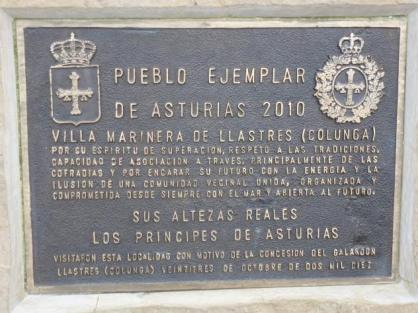 PUEBLO EJEMPLAR
DE ASTURIAS 2010
VILLA MARINERA DE LLASTRES (COLUNGA)
POR SU ESPIRITU DE SUPERACION, RESPETO A LAS TRADICIONES,
CAPACIDAD DE ASOCIACION A TRAVES, PRINCIPALMENTE DE LAS
COFRADIAS Y POR ENCARAR SU FUTURO CON LA ENERGIA Y LA
ILUSION DE UNA COMUNIDAD VECINAL UNIDA, ORGANIZADA Y
COMPROMETIDA DESDE SIEMPRE CON EL MAR Y ABIERTA AL FUTURO.
SUS ALTEZAS REALES
LOS PRINCIPES DE ASTURIAS
VISITARON ESTA LOCALIDAD CON MOTIVO DE LA CONCESION DEL GALARDON
LLASTRES (COLUNGA) VEINTITRES DE OCTUBRE DE DOS MIL DIEZ